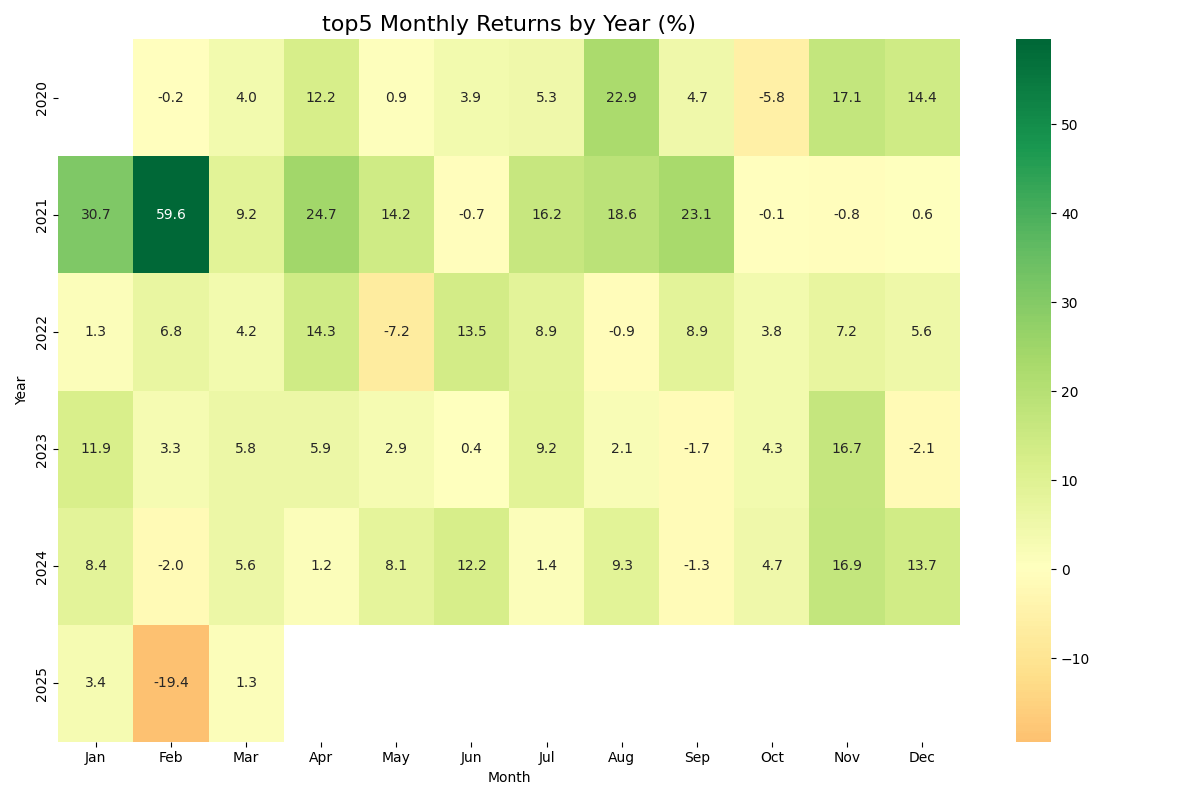 top5 Monthly Returns by Year (%)
2020 -0.2 4.0 12.2 0.9 3.9 5.3 22.9 4.7 -5.8 17.1 14.4
2021 30.7 59.6 9.2 24.7 14.2 -0.7 16.2 18.6 23.1 -0.1 -0.8 0.6
2022 1.3 6.8 4.2 14.3 -7.2 13.5 8.9 -0.9 8.9 3.8 7.2 5.6
2023 11.9 3.3 5.8 5.9 2.9 0.4 9.2 2.1 -1.7 4.3 16.7 -2.1
2024 8.4 -2.0 5.6 1.2 8.1 12.2 1.4 9.3 -1.3 4.7 16.9 13.7
2025 3.4 -19.4 1.3
Year
Jan Feb Mar Apr May Jun Jul Aug Sep Oct Nov Dec
Month
50
40
30
20
10
0
−10